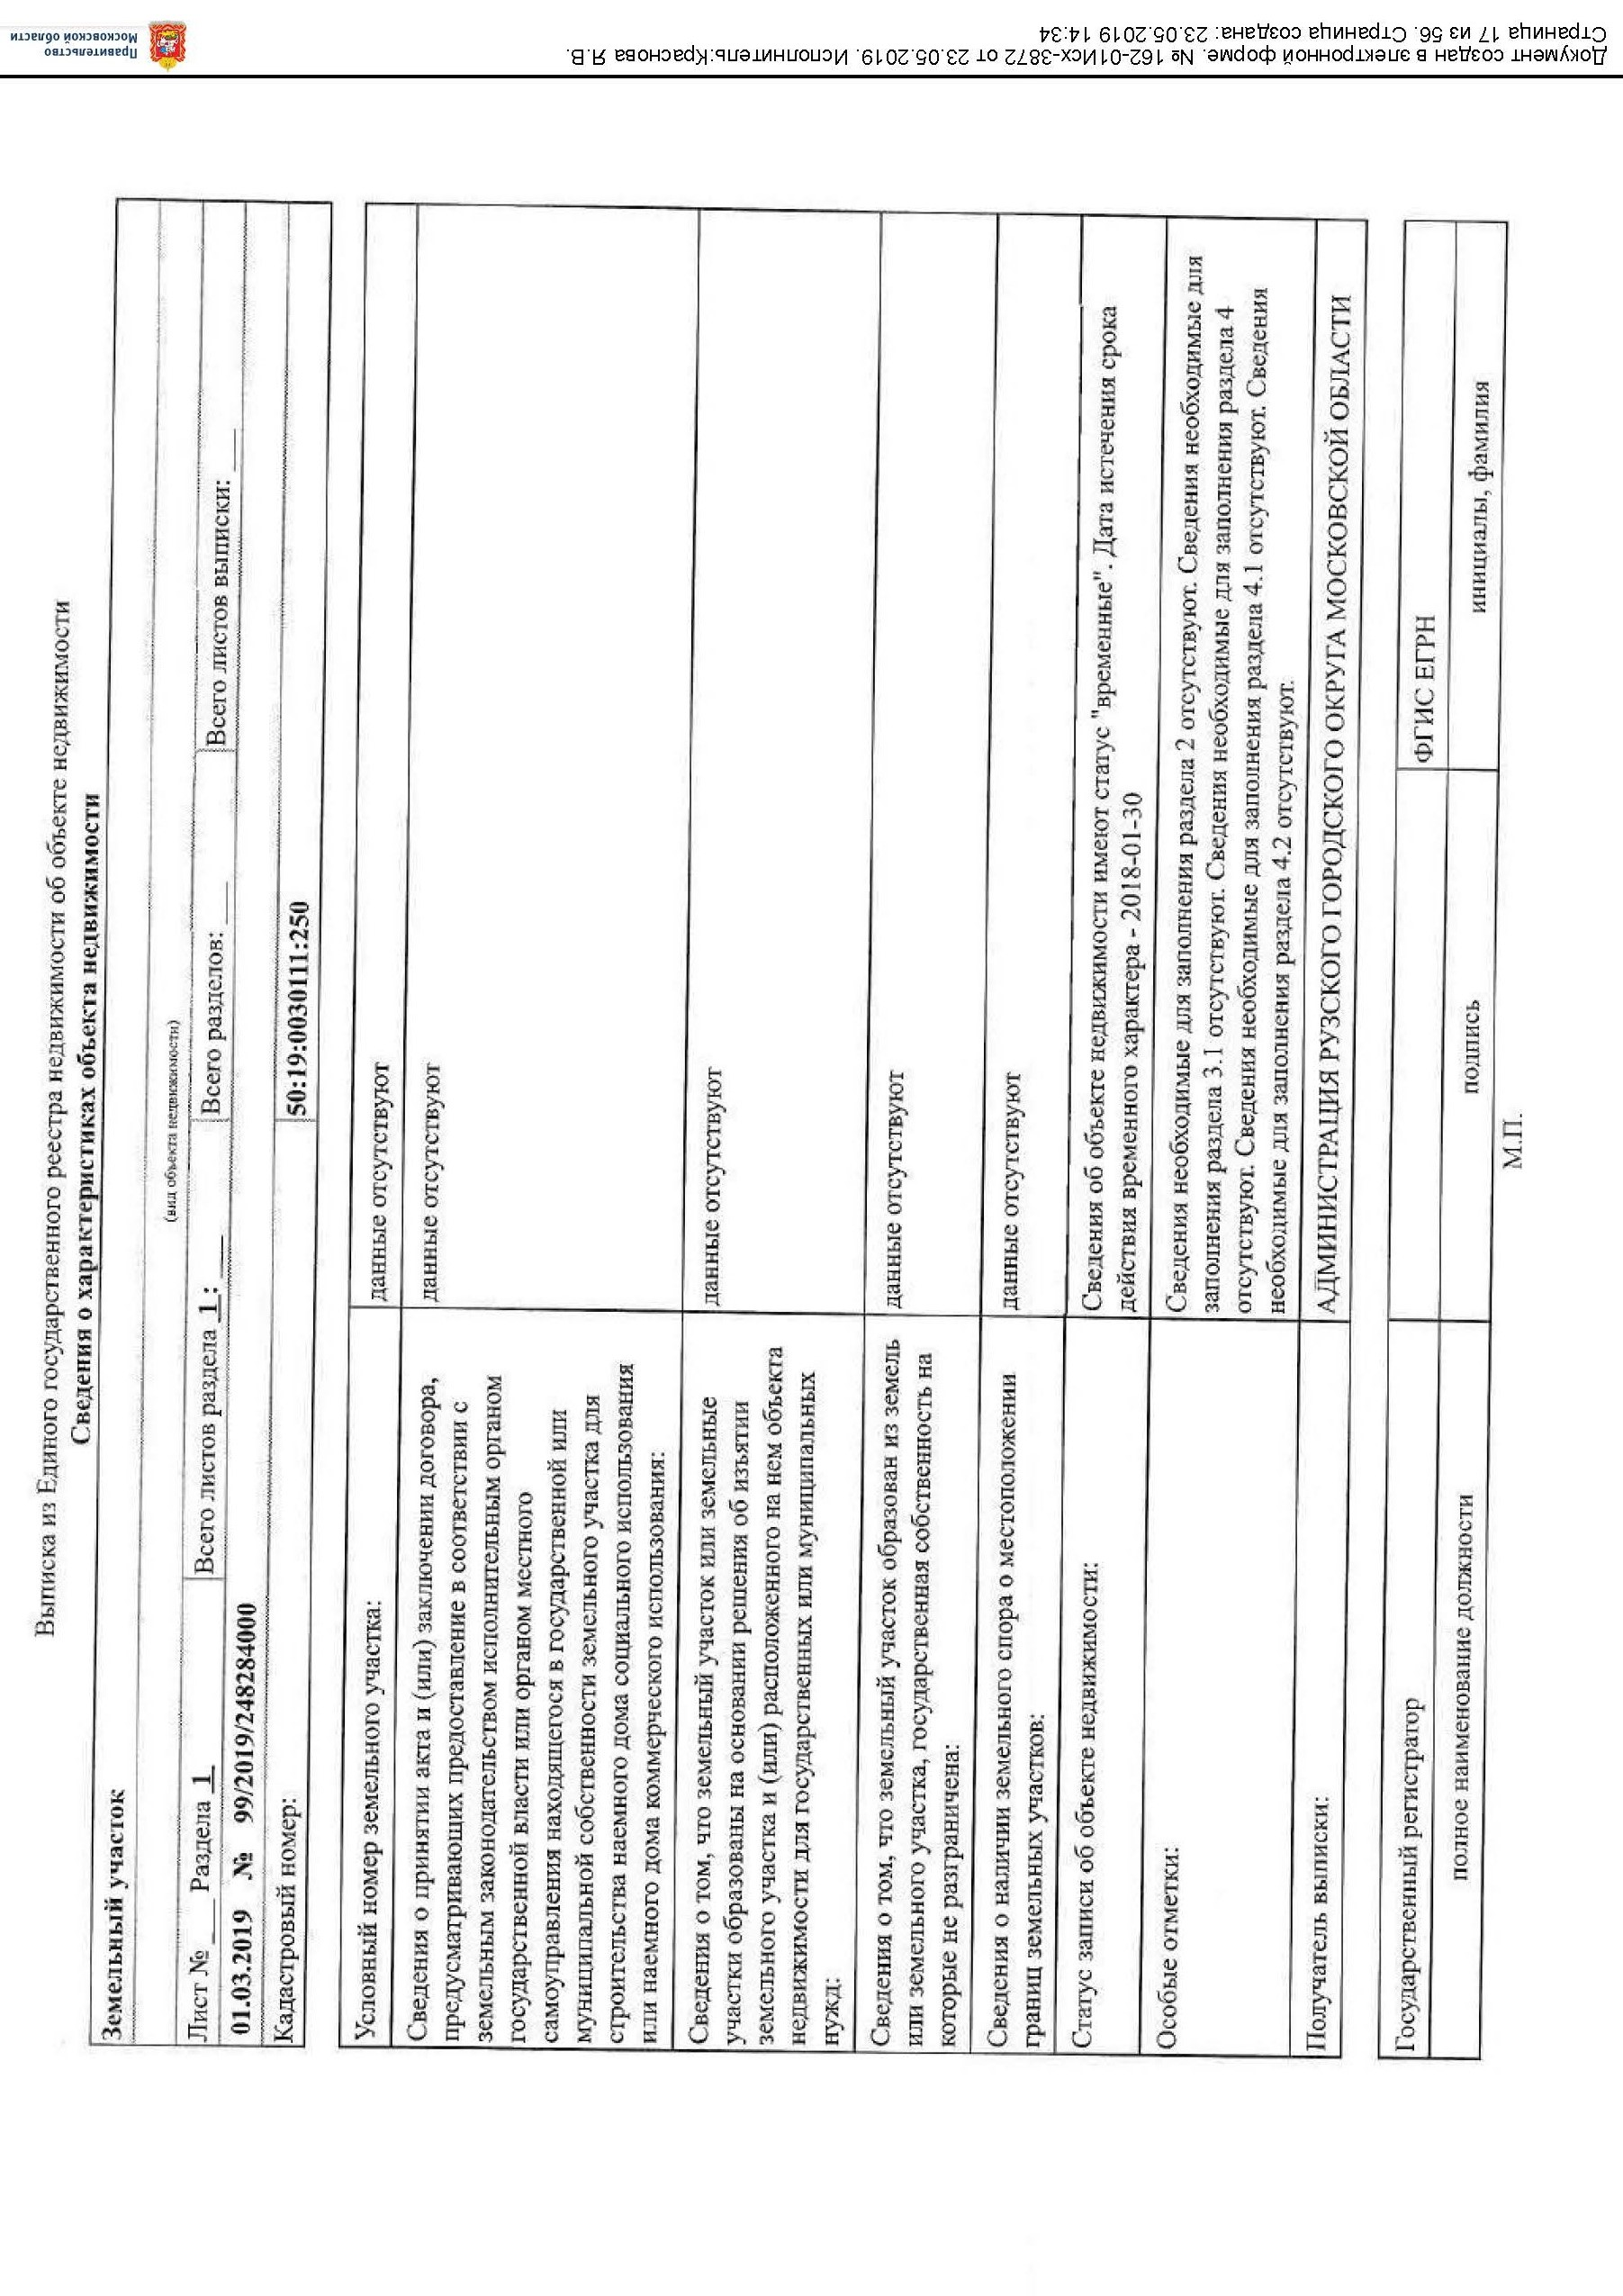 Документ создан в электронной форме. № 162-01Исх-3872 от 23.05.2019. Исполнитель:Краснова Я.В.
Страница 17 из 56. Страница создана: 23.05.2019 14:34
Правительство
Московской области
Выписка из Единого государственного реестра недвижимости об объекте недвижимости
Сведения о характеристиках объекта недвижимости
Земельный участок
(вид объекта недвижимости)
Лист № ___ Раздела 1 Всего листов раздела 1 : ___ Всего разделов: ___ Всего листов выписки: ___
01.03.2019 № 99/2019/248284000
Кадастровый номер: 50:19:0030111:250
Условный номер земельного участка: данные отсутствуют
Сведения о принятии акта и (или) заключении договора, данные отсутствуют
предусматривающих предоставление в соответствии с
земельным законодательством исполнительным органом
государственной власти или органом местного
самоуправления находящегося в государственной или
муниципальной собственности земельного участка для
строительства наемного дома социального использования
или наемного дома коммерческого использования:
Сведения о том, что земельный участок или земельные данные отсутствуют
участки образованы на основании решения об изъятии
земельного участка и (или) расположенного на нем объекта
недвижимости для государственных или муниципальных
нужд:
Сведения о том, что земельный участок образован из земель данные отсутствуют
или земельного участка, государственная собственность на
которые не разграничена:
Сведения о наличии земельного спора о местоположении данные отсутствуют
границ земельных участков:
Статус записи об объекте недвижимости: Сведения об объекте недвижимости имеют статус "временные". Дата истечения срока
действия временного характера - 2018-01-30
Особые отметки: Сведения необходимые для заполнения раздела 2 отсутствуют. Сведения необходимые для
заполнения раздела 3.1 отсутствуют. Сведения необходимые для заполнения раздела 4
отсутствуют. Сведения необходимые для заполнения раздела 4.1 отсутствуют. Сведения
необходимые для заполнения раздела 4.2 отсутствуют.
Получатель выписки: АДМИНИСТРАЦИЯ РУЗСКОГО ГОРОДСКОГО ОКРУГА МОСКОВСКОЙ ОБЛАСТИ
Государственный регистратор ФГИС ЕГРН
полное наименование должности подпись инициалы, фамилия
М.П.